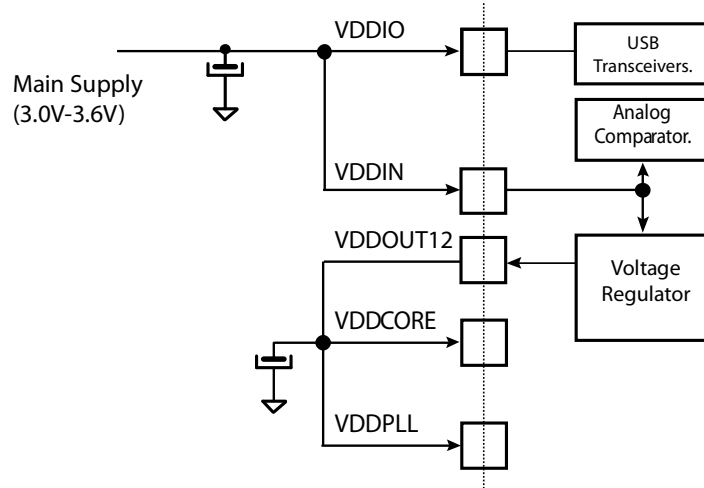 VDDIO
USB
Transceivers.
Main Supply
(3.0V-3.6V)
Analog
Comparator.
VDDIN
VDDOUT12
Voltage
Regulator
VDDCORE
VDDPLL